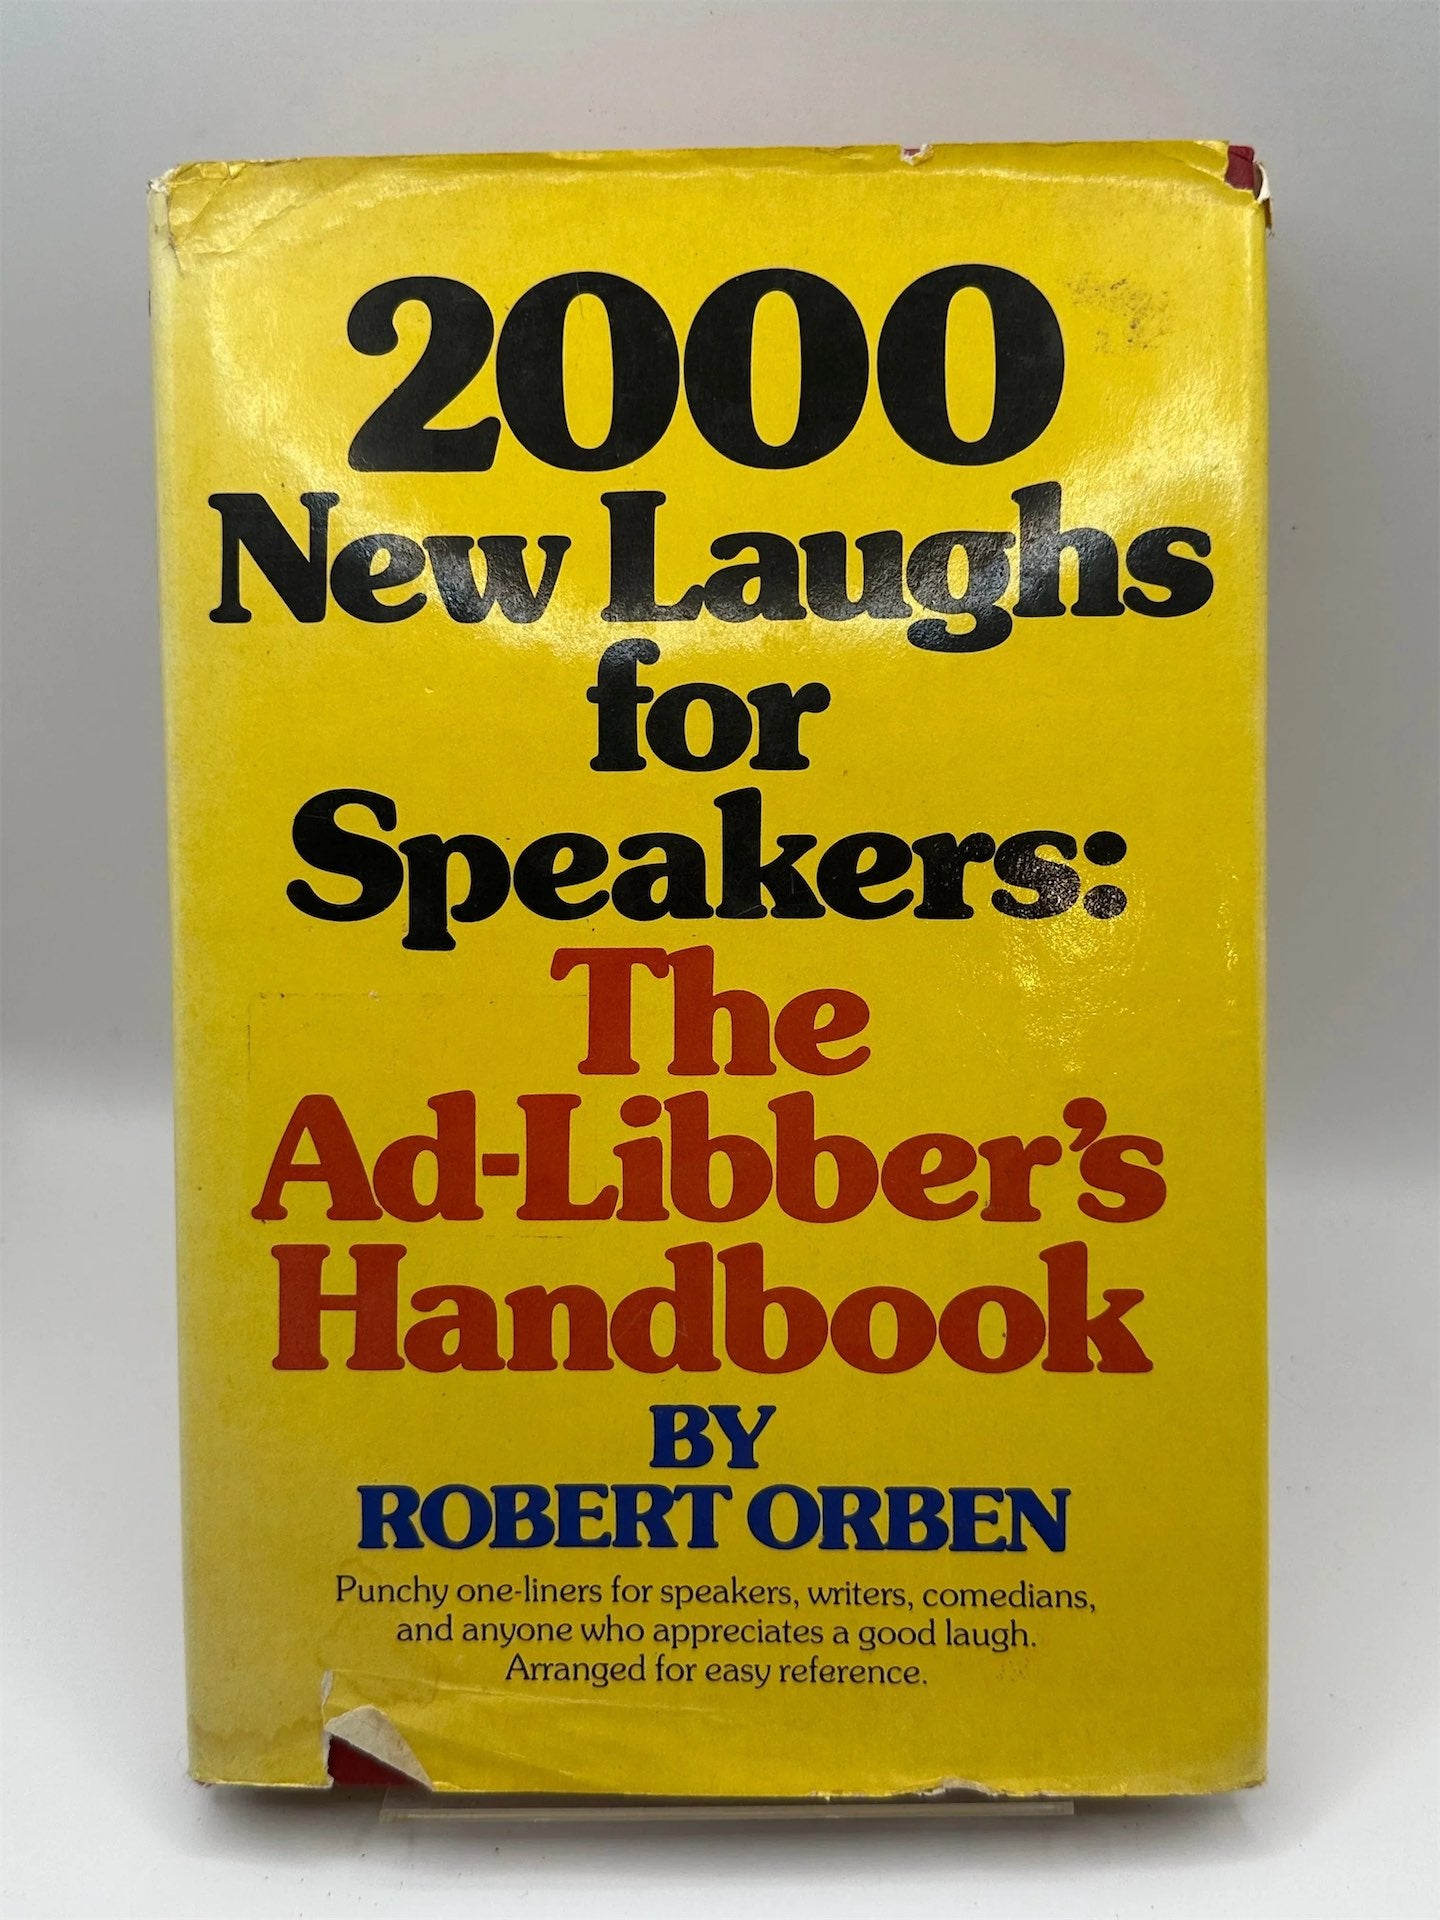 2000
New Laughs
for
Speakers:
The
Ad-Libber's
Handbook
BY
ROBERT ORBEN
Punchy one-liners for speakers, writers, comedians,
and anyone who appreciates a good laugh.
Arranged for easy reference.